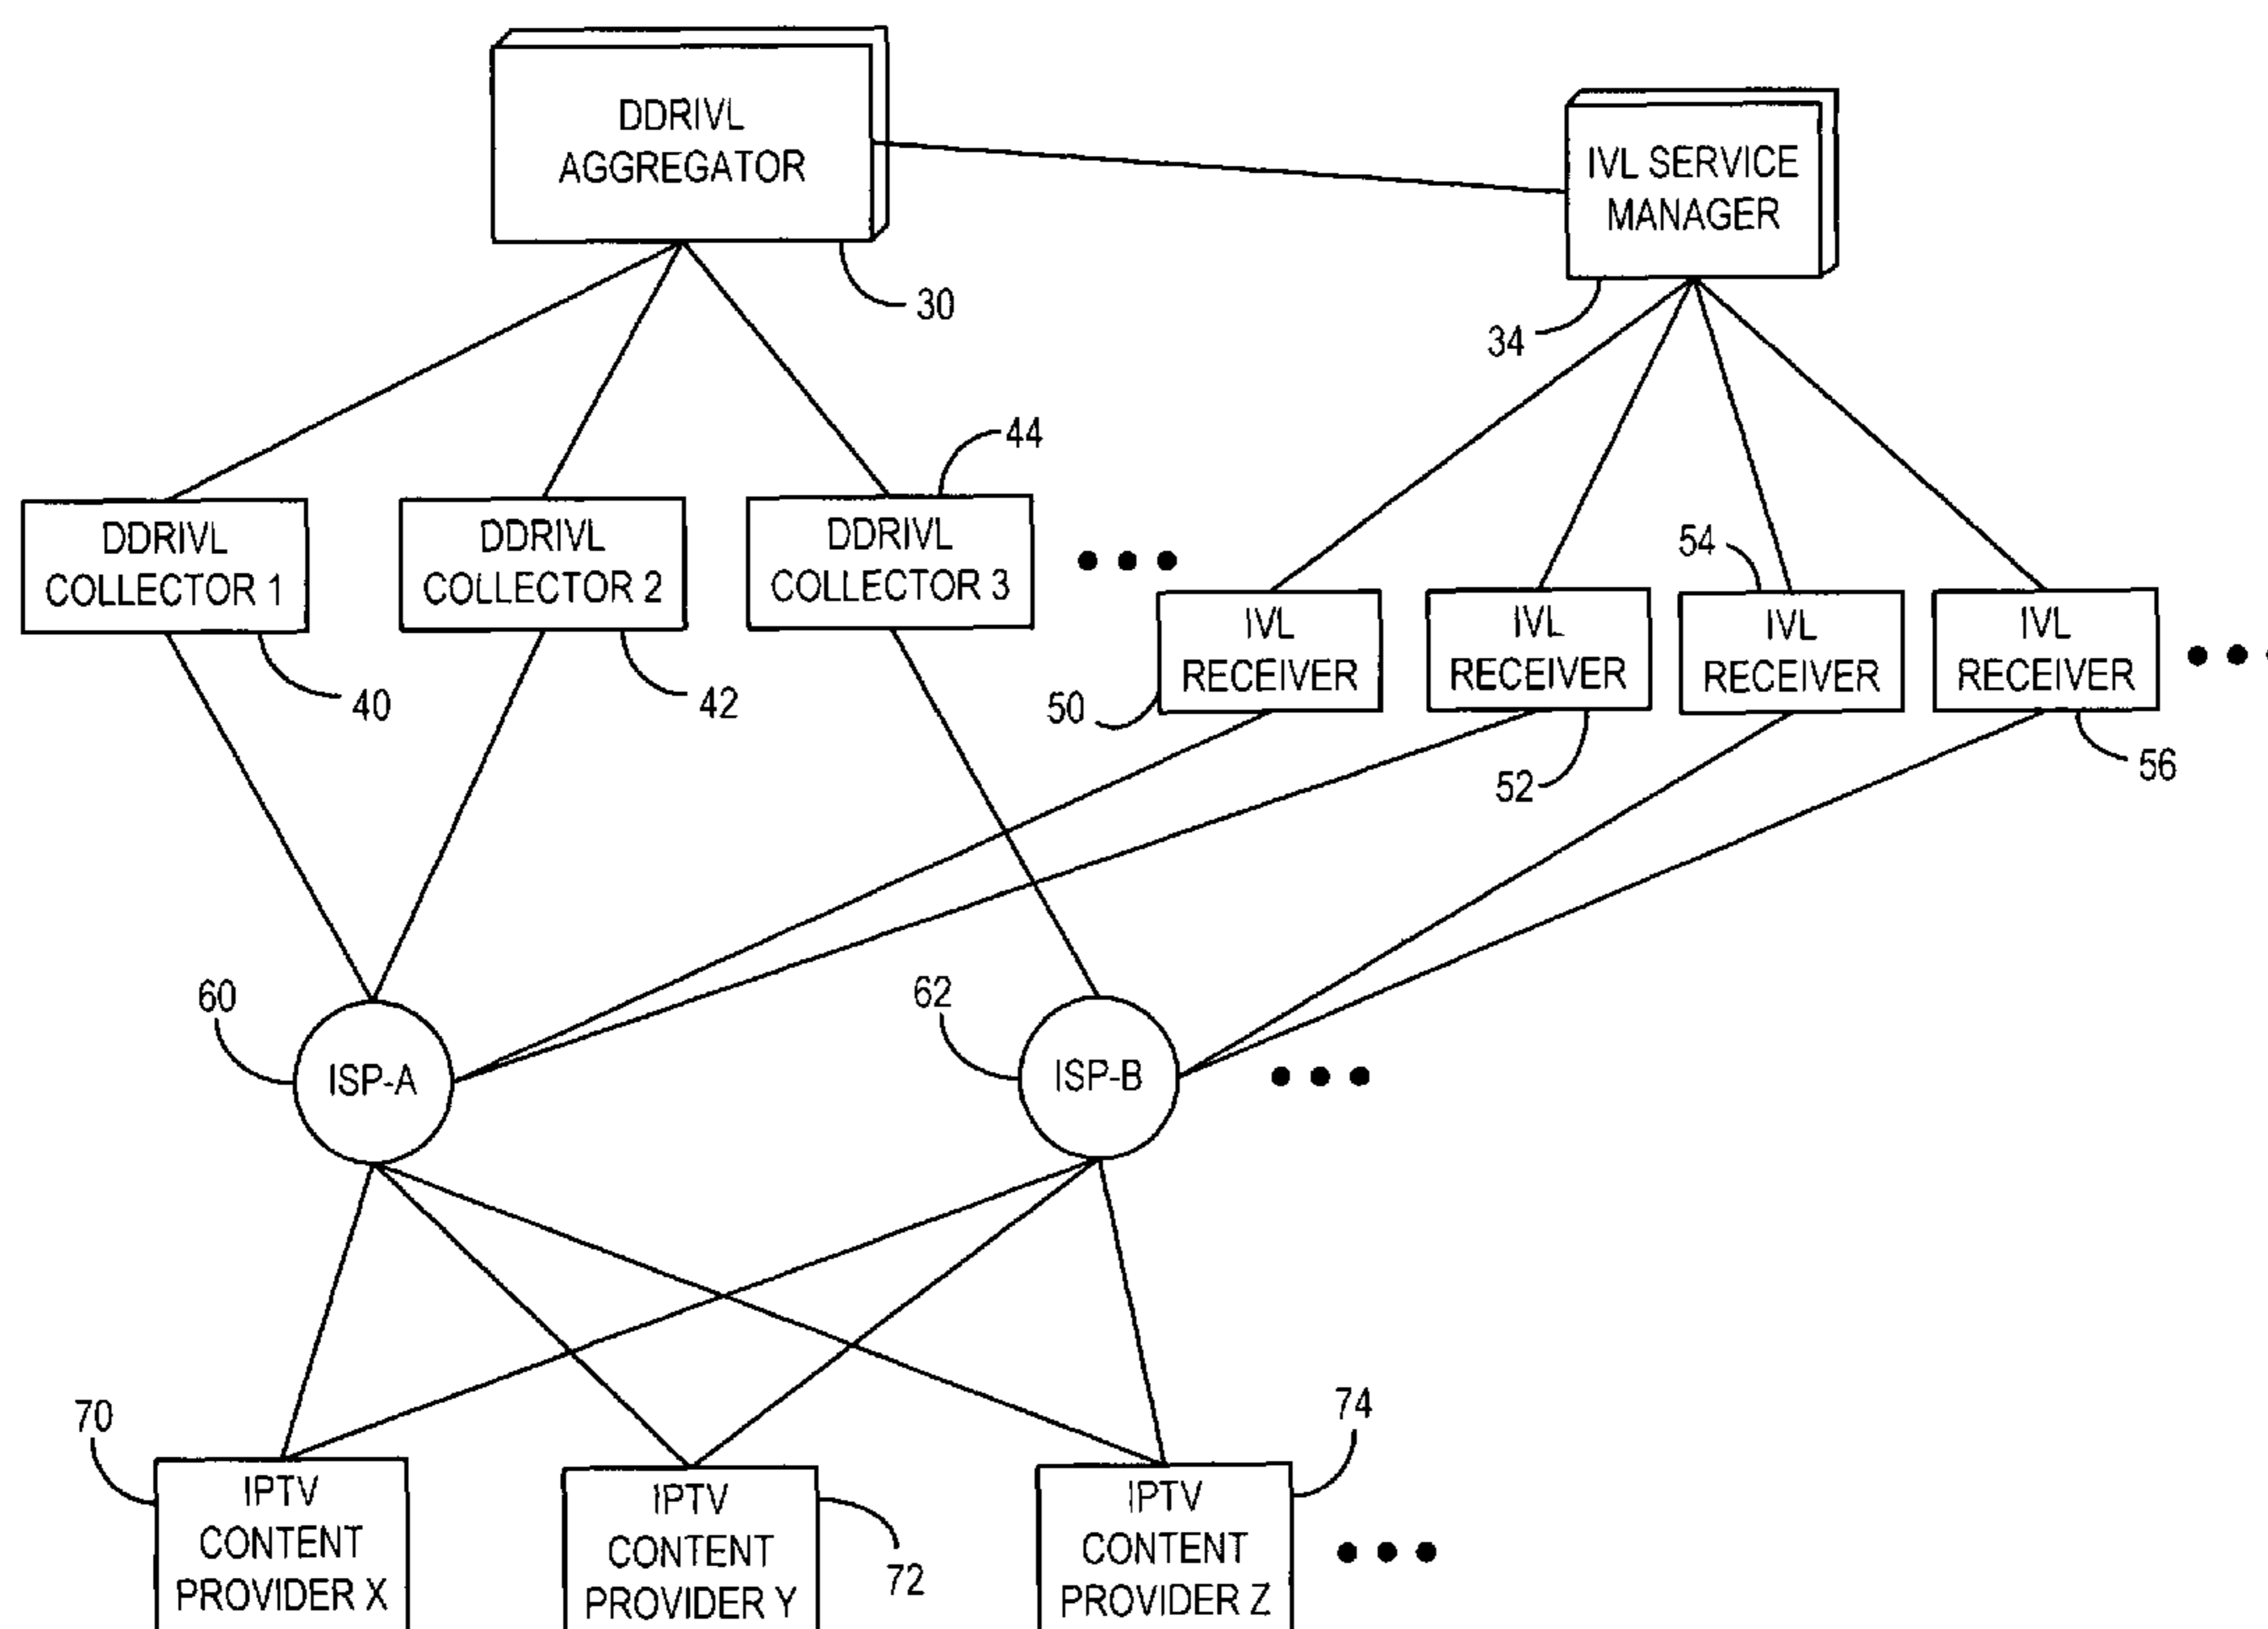 DDRIVL
AGGREGATOR
IVL SERVICE
MANAGER
30
34
44
DDRIVL
COLLECTOR 1
DDRIVL
COLLECTOR 2
DDRIVL
COLLECTOR 3
54
IVL
RECEIVER
IVL
RECEIVER
IVL
RECEIVER
IVL
RECEIVER
40
42
50
52
56
60
62
ISP-A
ISP-B
70
74
IPTV
CONTENT
PROVIDER X
IPTV
CONTENT
PROVIDER Y
IPTV
CONTENT
PROVIDER Z
72